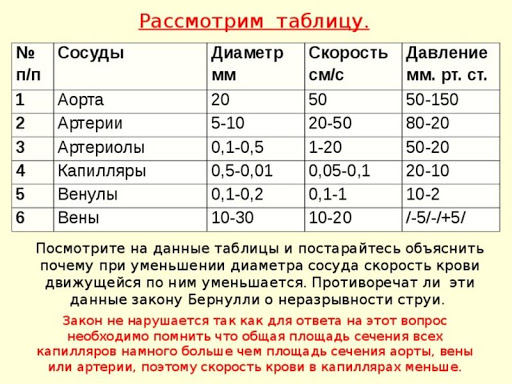 Рассмотрим таблицу.
№ п/п Сосуды Диаметр мм Скорость см/с Давление мм. рт. ст.
1 Аорта 20 50 50-150
2 Артерии 5-10 20-50 80-20
3 Артериолы 0,1-0,5 1-20 50-20
4 Капилляры 0,5-0,01 0,05-0,1 20-10
5 Венулы 0,1-0,2 0,1-1 10-2
6 Вены 10-30 10-20 /-5/-/+5/
Посмотрите на данные таблицы и постарайтесь объяснить
почему при уменьшении диаметра сосуда скорость крови
движущейся по ним уменьшается. Противоречат ли эти
данные закону Бернулли о неразрывности струи.
Закон не нарушается так как для ответа на этот вопрос
необходимо помнить что общая площадь сечения всех
капилляров намного больше чем площадь сечения аорты, вены
или артерии, поэтому скорость крови в капиллярах меньше.